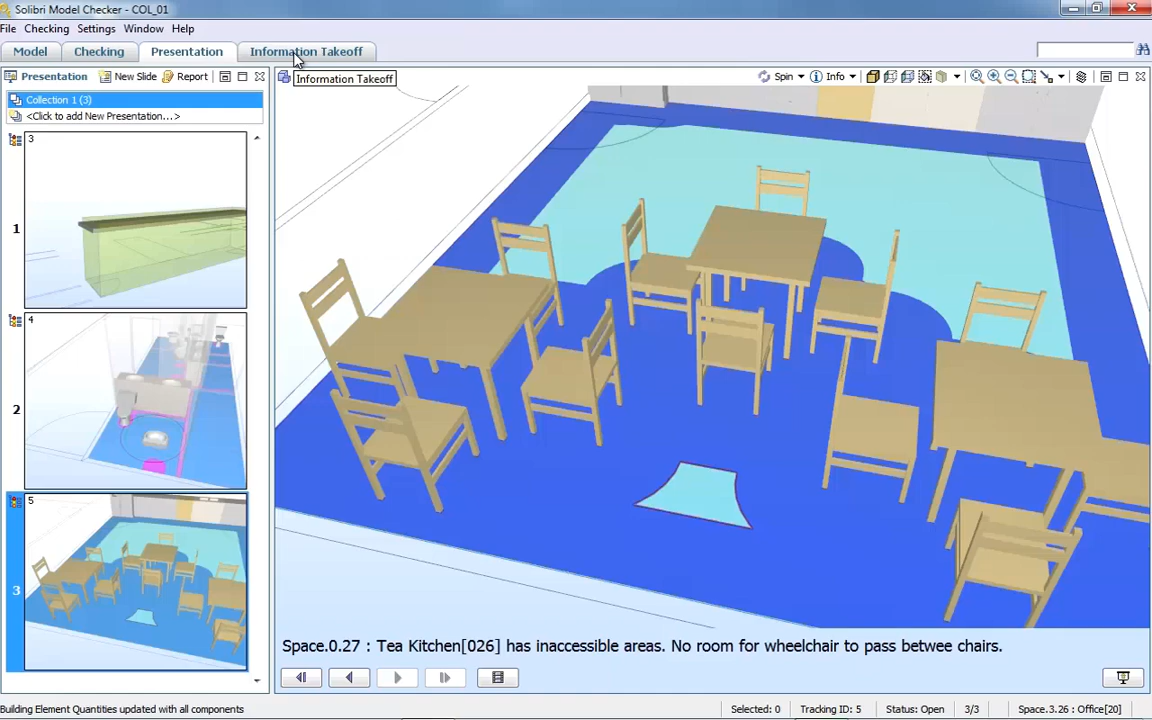 Solibri Model Checker - COL_01
File Checking Settings Window Help
Model Checking Presentation Information Takeoff
Presentation New Slide Report
Information Takeoff
Spin Info
Collection 1 (3)
<Click to add New Presentation...>
3
1
4
2
5
3
Space.0.27 : Tea Kitchen[026] has inaccessible areas. No room for wheelchair to pass betwee chairs.
Building Element Quantities updated with all components Selected: 0 Tracking ID: 5 Status: Open 3/3 Space.3.26 : Office[20]